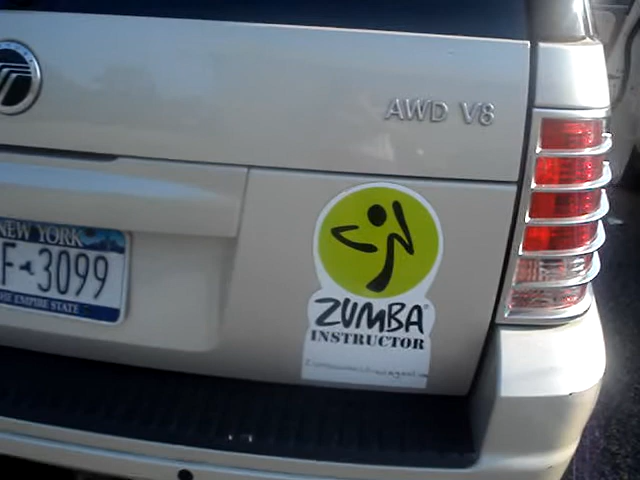 AWD V8
NEW YORK
F 3099
THE EMPIRE STATE
ZUMBA®
INSTRUCTOR